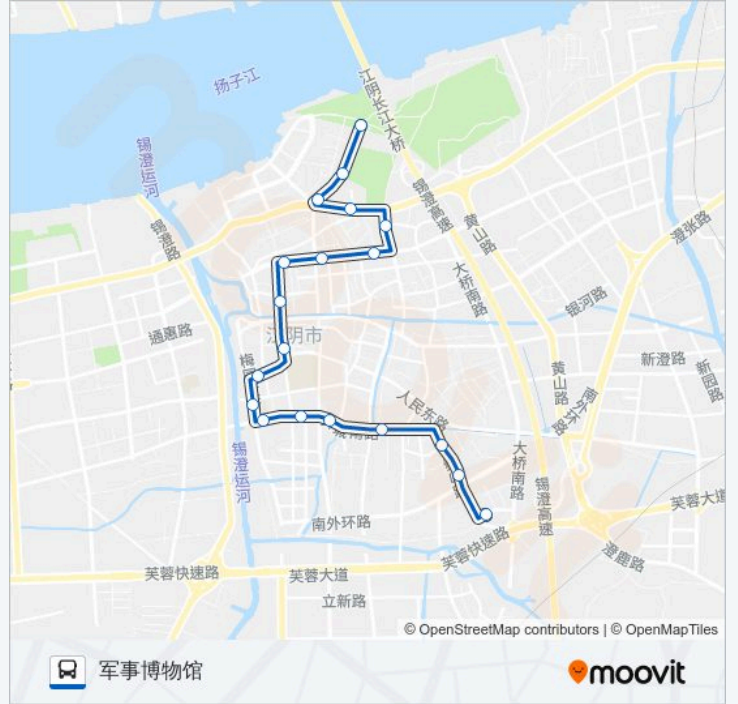 扬子江
江阴长江大桥
锡澄运河
锡澄高速
锡澄路
黄山路
澄张路
大桥南路
银河路
通惠路
江阴市
新澄路
新园路
黄山路
人民东路
南外环路
大桥南路
锡澄运河
锡澄高速
南外环路
芙蓉大道
芙蓉快速路
芙蓉快速路
芙蓉大道
澄鹿路
立新路
© OpenStreetMap contributors | © OpenMapTiles
军事博物馆
moovit